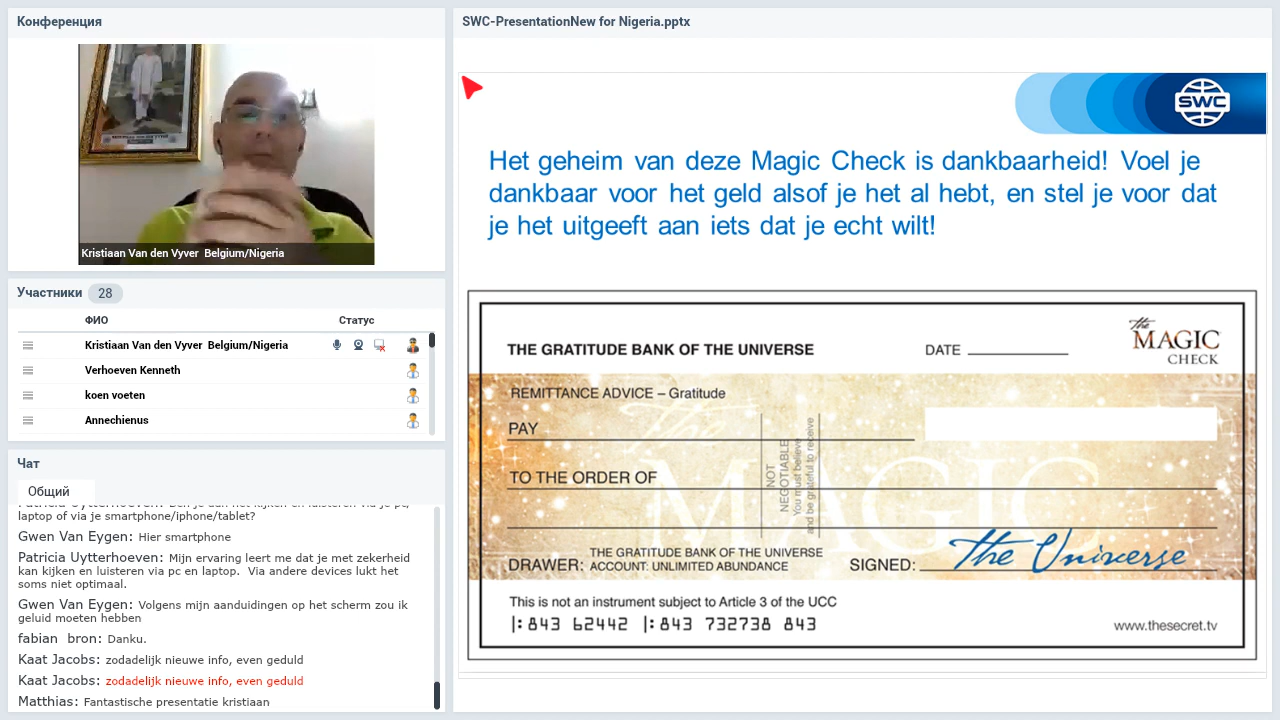 Конференция
Kristiaan Van den Vyver Belgium/Nigeria
Участники 28
ФИО Статус
Kristiaan Van den Vyver Belgium/Nigeria
Verhoeven Kenneth
koen voeten
Annechienus
Чат
Общий
laptop of via je smartphone/iphone/tablet?
Gwen Van Eygen: Hier smartphone
Patricia Uytterhoeven: Mijn ervaring leert me dat je met zekerheid
kan kijken en luisteren via pc en laptop. Via andere devices lukt het
soms niet optimaal.
Gwen Van Eygen: Volgens mijn aanduidingen op het scherm zou ik
geluid moeten hebben
fabian bron: Danku.
Kaat Jacobs: zodadelijk nieuwe info, even geduld
Kaat Jacobs: zodadelijk nieuwe info, even geduld
Matthias: Fantastische presentatie kristiaan
SWC-PresentationNew for Nigeria.pptx
SWC
Het geheim van deze Magic Check is dankbaarheid! Voel je
dankbaar voor het geld alsof je het al hebt, en stel je voor dat
je het uitgeeft aan iets dat je echt wilt!
THE GRATITUDE BANK OF THE UNIVERSE
DATE
the
MAGIC
CHECK
REMITTANCE ADVICE – Gratitude
PAY
TO THE ORDER OF
NOT
NEGOTIABLE
You must believe
and be grateful to receive
MAGIC
DRAWER: THE GRATITUDE BANK OF THE UNIVERSE
ACCOUNT: UNLIMITED ABUNDANCE
SIGNED: the Universe
This is not an instrument subject to Article 3 of the UCC
|:843 62442 |:843 732738 843
www.thesecret.tv